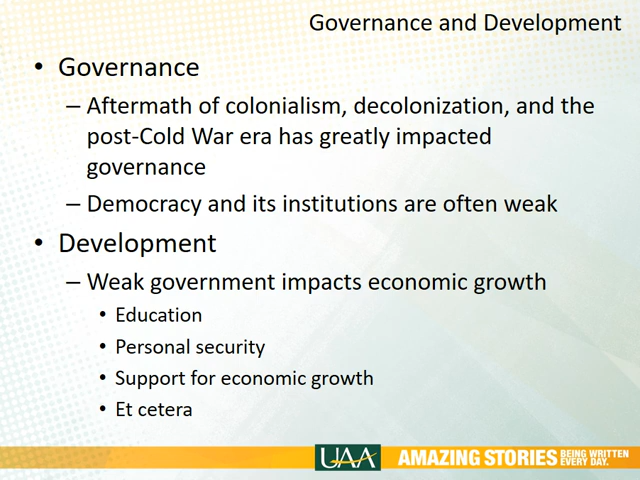 Governance and Development
• Governance
– Aftermath of colonialism, decolonization, and the
post-Cold War era has greatly impacted
governance
– Democracy and its institutions are often weak
• Development
– Weak government impacts economic growth
• Education
• Personal security
• Support for economic growth
• Et cetera
UAA AMAZING STORIES BEING WRITTEN
EVERY DAY.